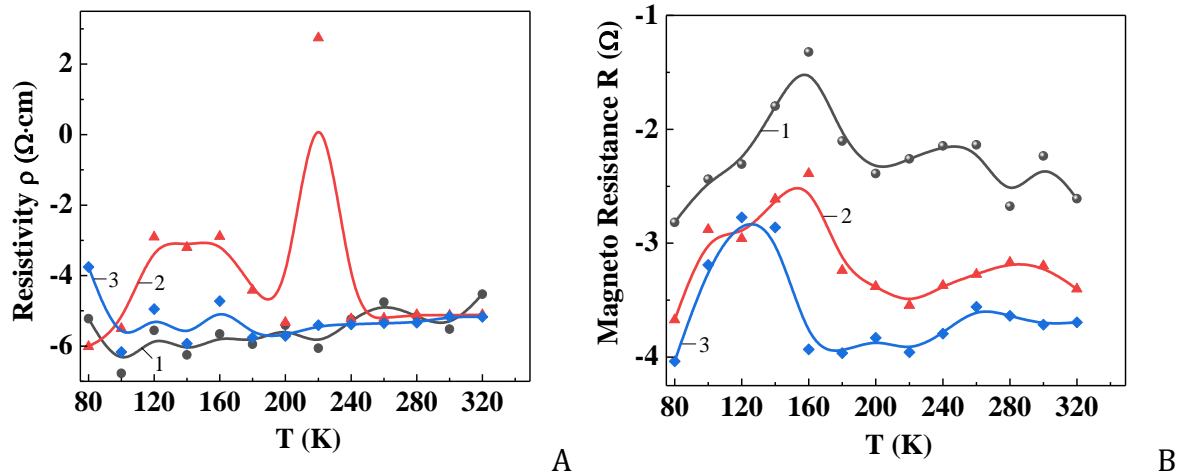 Resistivity ρ (Ω·cm)
2
0
-2
-4
-6
3
2
1
80 120 160 200 240 280 320
T (K)
A
Magneto Resistance R (Ω)
-1
-2
-3
-4
1
2
3
80 120 160 200 240 280 320
T (K)
B